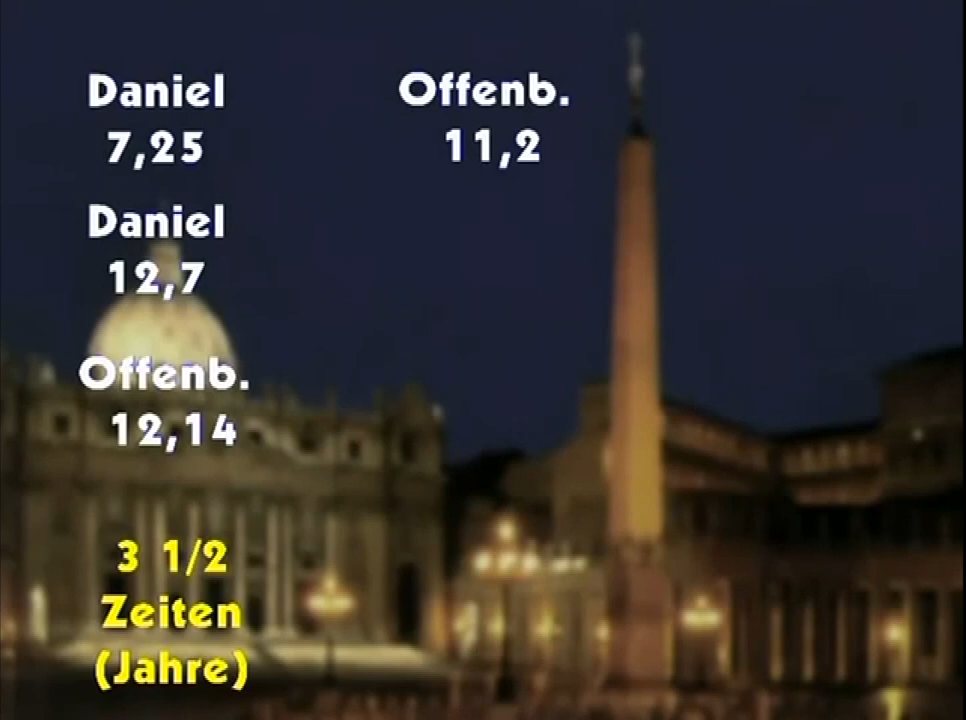 Daniel
7,25
Daniel
12,7
Offenb.
12,14
3 1/2
Zeiten
(Jahre)
Offenb.
11,2